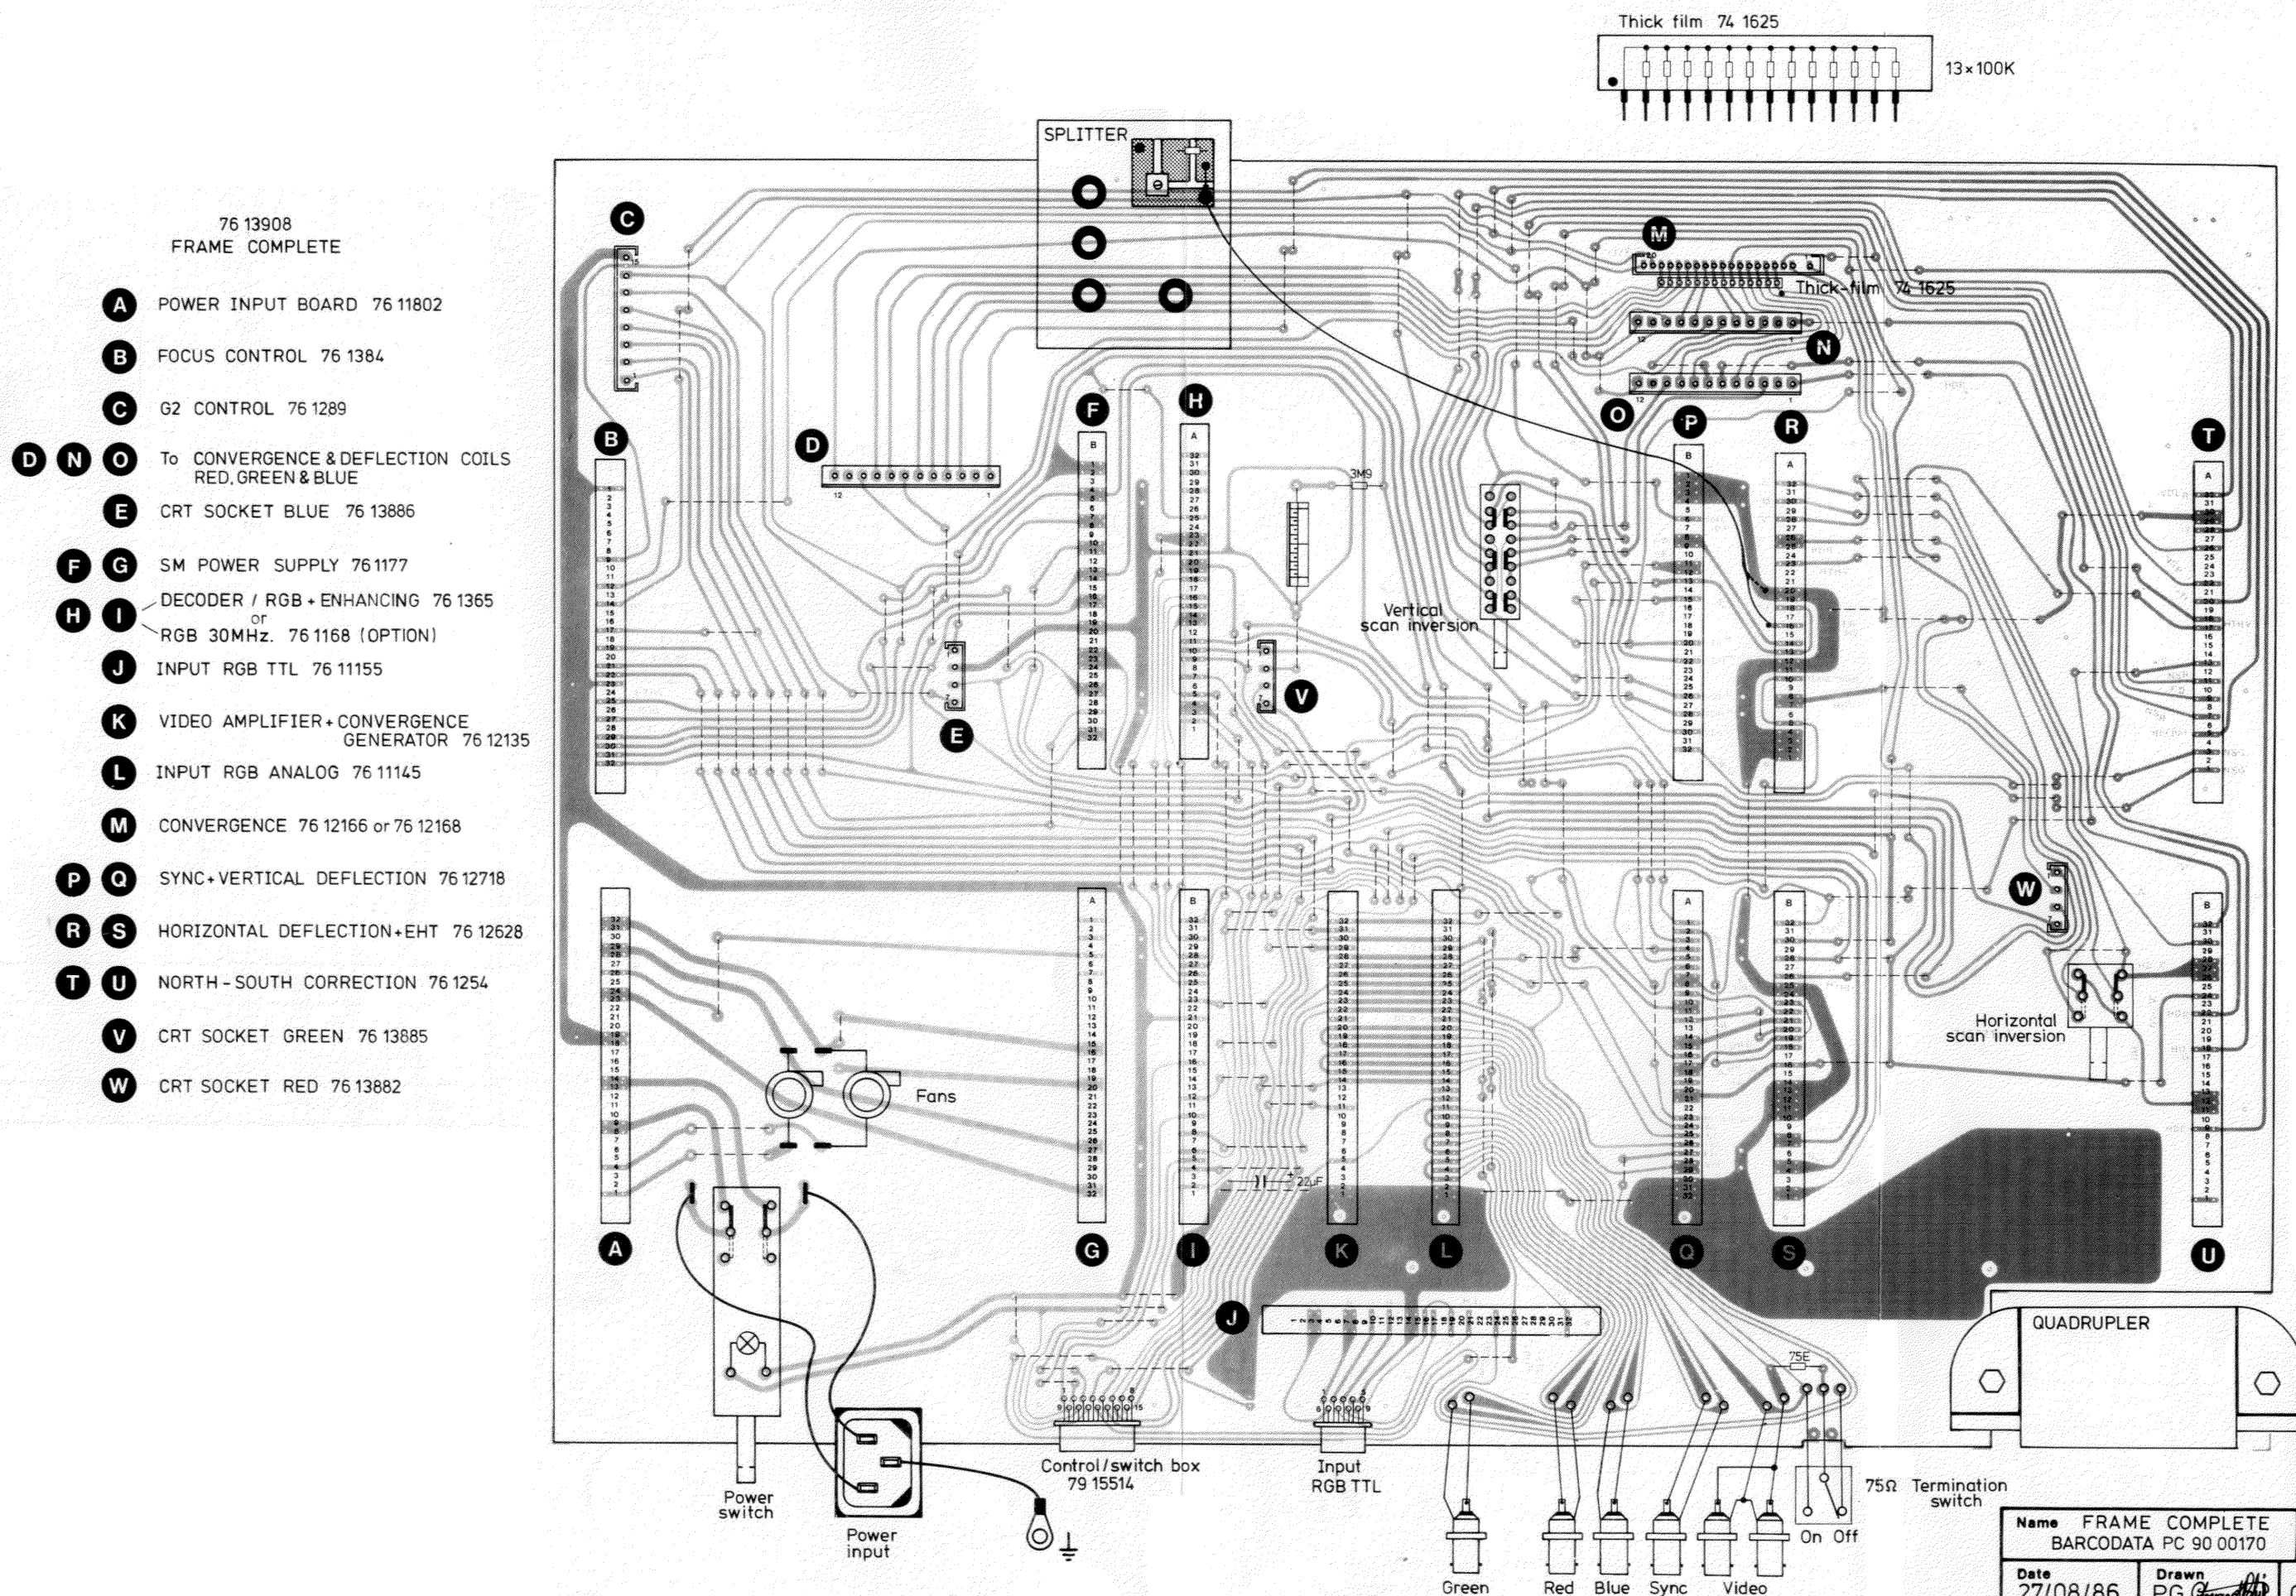 Thick film 74 1625
13×100K
SPLITTER
76 13908
FRAME COMPLETE
A POWER INPUT BOARD 76 11802
B FOCUS CONTROL 76 1384
C G2 CONTROL 76 1289
D N O To CONVERGENCE & DEFLECTION COILS
RED, GREEN & BLUE
E CRT SOCKET BLUE 76 13886
F G SM POWER SUPPLY 76 1177
H I DECODER / RGB + ENHANCING 76 1365
or
RGB 30MHz. 76 1168 (OPTION)
J INPUT RGB TTL 76 11155
K VIDEO AMPLIFIER + CONVERGENCE
GENERATOR 76 12135
L INPUT RGB ANALOG 76 11145
M CONVERGENCE 76 12166 or 76 12168
P Q SYNC + VERTICAL DEFLECTION 76 12718
R S HORIZONTAL DEFLECTION + EHT 76 12628
T U NORTH - SOUTH CORRECTION 76 1254
V CRT SOCKET GREEN 76 13885
W CRT SOCKET RED 76 13882
C
M
Thick-film 74 1625
N
O
B
D
F
H
P
R
T
3M9
Vertical
scan inversion
E
V
W
Horizontal
scan inversion
Fans
22µF
A
G
I
K
L
Q
S
U
J
QUADRUPLER
75E
Control/switch box
79 15514
Input
RGB TTL
75Ω Termination
switch
On Off
Power
switch
Power
input
Green Red Blue Sync Video
Name FRAME COMPLETE
BARCODATA PC 90 00170
Date Drawn
27/08/86 P.G.